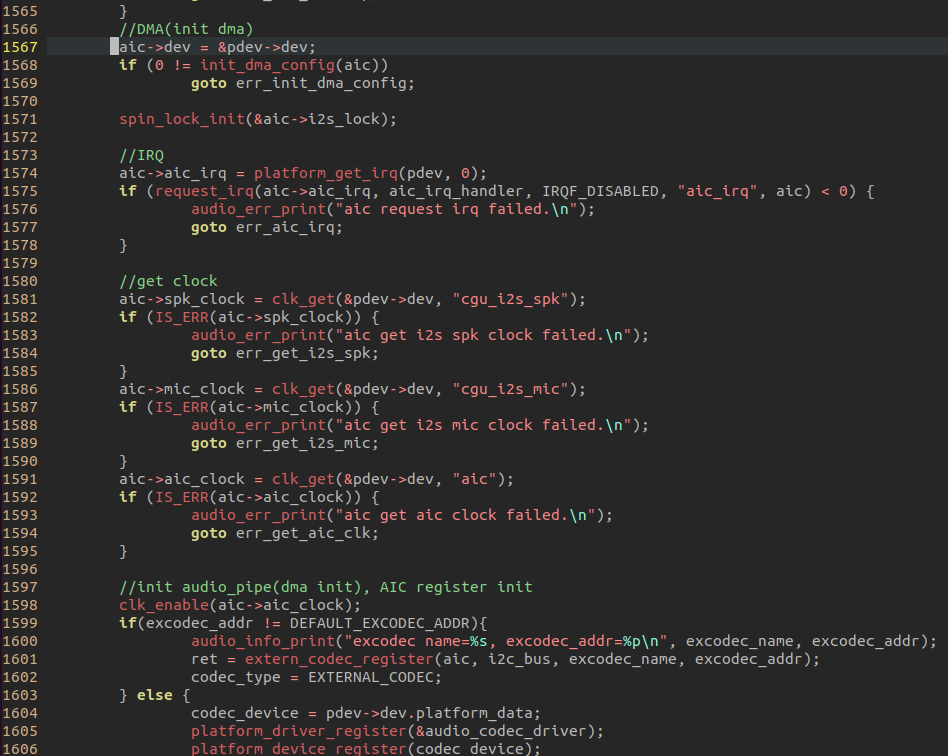 1565 }
1566 //DMA(init dma)
1567 aic->dev = &pdev->dev;
1568 if (0 != init_dma_config(aic))
1569 goto err_init_dma_config;
1570
1571 spin_lock_init(&aic->i2s_lock);
1572
1573 //IRQ
1574 aic->aic_irq = platform_get_irq(pdev, 0);
1575 if (request_irq(aic->aic_irq, aic_irq_handler, IRQF_DISABLED, "aic_irq", aic) < 0) {
1576 audio_err_print("aic request irq failed.\n");
1577 goto err_aic_irq;
1578 }
1579
1580 //get clock
1581 aic->spk_clock = clk_get(&pdev->dev, "cgu_i2s_spk");
1582 if (IS_ERR(aic->spk_clock)) {
1583 audio_err_print("aic get i2s spk clock failed.\n");
1584 goto err_get_i2s_spk;
1585 }
1586 aic->mic_clock = clk_get(&pdev->dev, "cgu_i2s_mic");
1587 if (IS_ERR(aic->mic_clock)) {
1588 audio_err_print("aic get i2s mic clock failed.\n");
1589 goto err_get_i2s_mic;
1590 }
1591 aic->aic_clock = clk_get(&pdev->dev, "aic");
1592 if (IS_ERR(aic->aic_clock)) {
1593 audio_err_print("aic get aic clock failed.\n");
1594 goto err_get_aic_clk;
1595 }
1596
1597 //init audio_pipe(dma init), AIC register init
1598 clk_enable(aic->aic_clock);
1599 if(excodec_addr != DEFAULT_EXCODEC_ADDR){
1600 audio_info_print("excodec name=%s, excodec_addr=%p\n", excodec_name, excodec_addr);
1601 ret = extern_codec_register(aic, i2c_bus, excodec_name, excodec_addr);
1602 codec_type = EXTERNAL_CODEC;
1603 } else {
1604 codec_device = pdev->dev.platform_data;
1605 platform_driver_register(&audio_codec_driver);
1606 platform_device_register(codec_device);